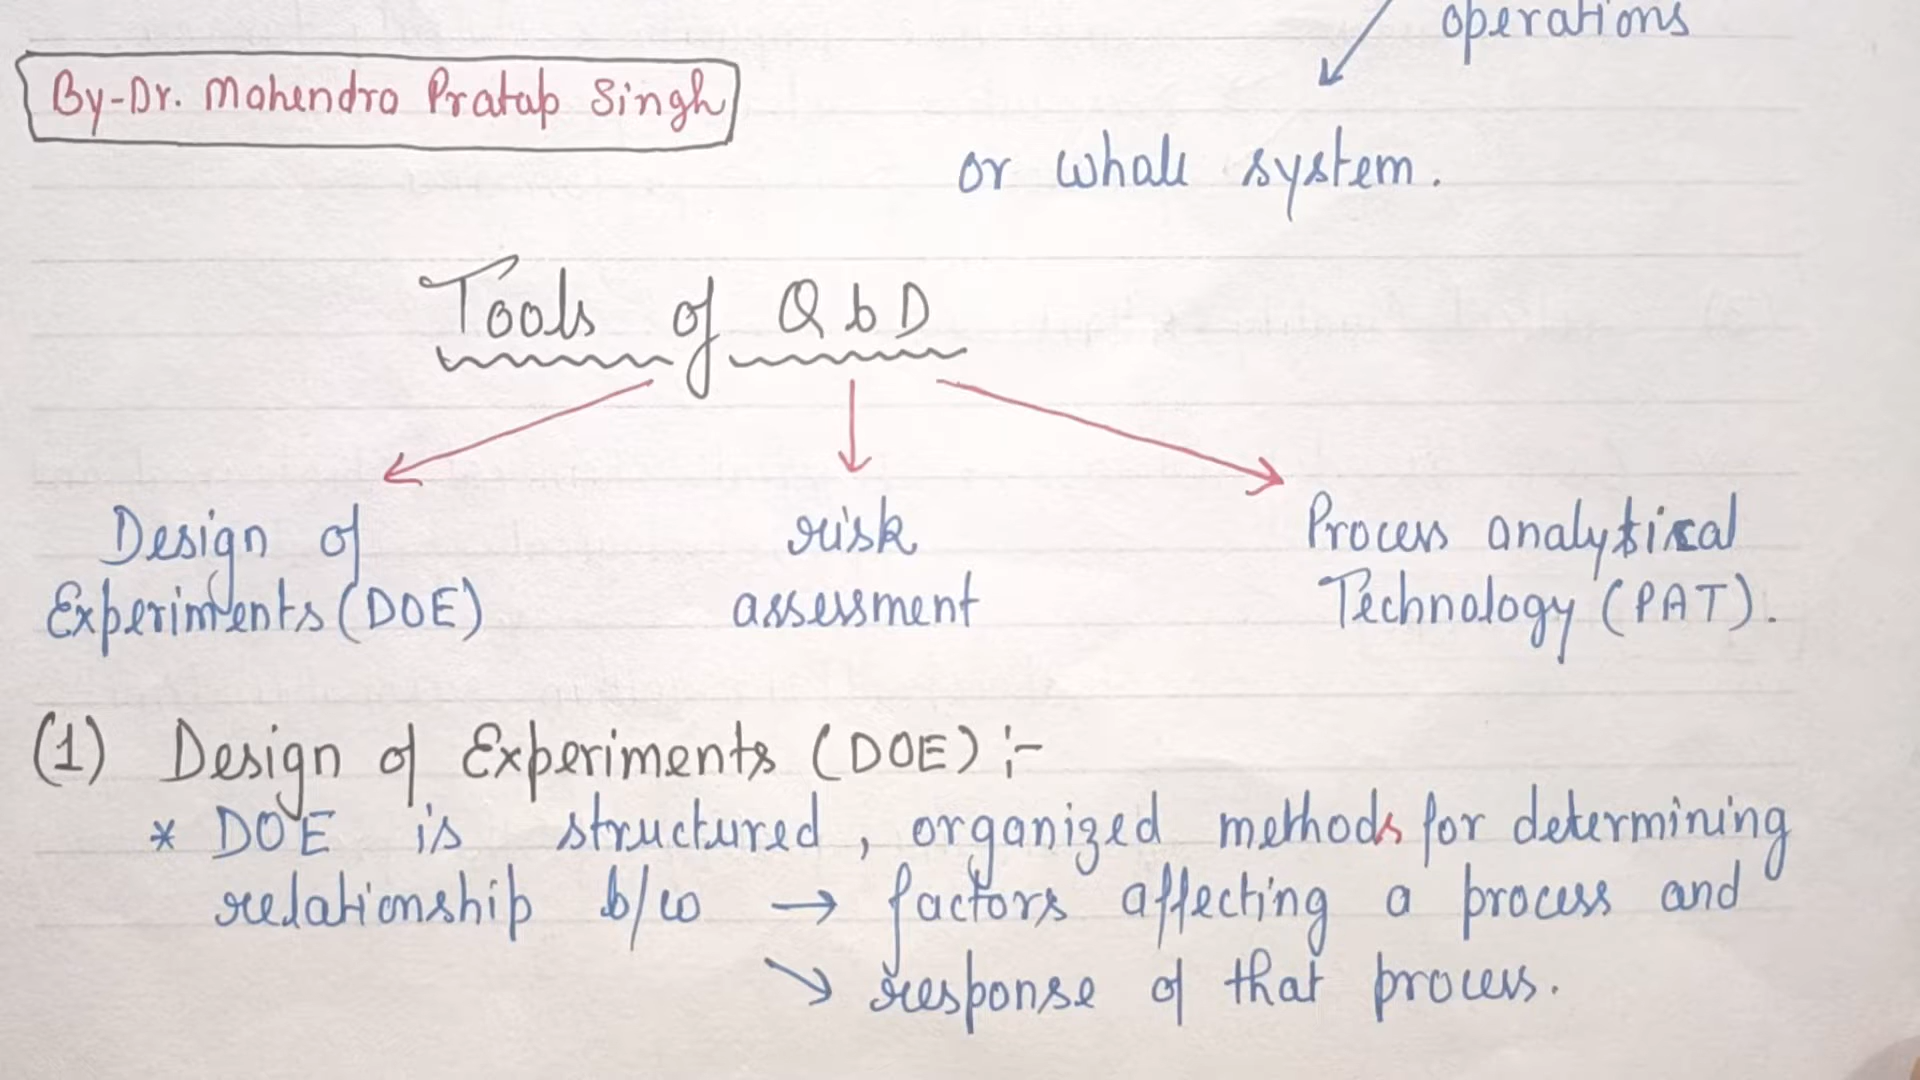 operations
By-Dr. Mahendra Pratap Singh
or whole system.
Tools of QbD
Design of
Experiments (DOE)
risk
assessment
Process analytical
Technology (PAT).
(1) Design of Experiments (DOE) :-
* DOE is structured, organized methods for determining
relationship b/w → factors affecting a process and
↘ response of that process.